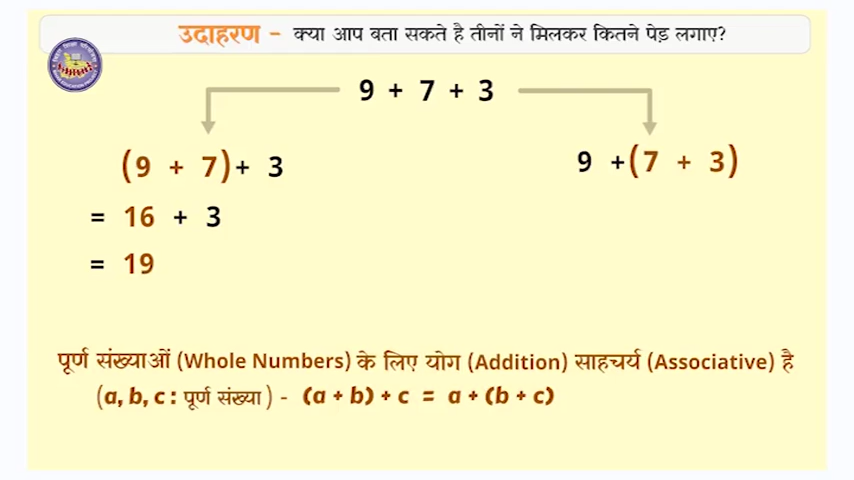 उदाहरण – क्या आप बता सकते है तीनों ने मिलकर कितने पेड़ लगाए?
9 + 7 + 3
(9 + 7) + 3
9 + (7 + 3)
= 16 + 3
= 19
पूर्ण संख्याओं (Whole Numbers) के लिए योग (Addition) साहचर्य (Associative) है
(a, b, c : पूर्ण संख्या) - (a + b) + c = a + (b + c)